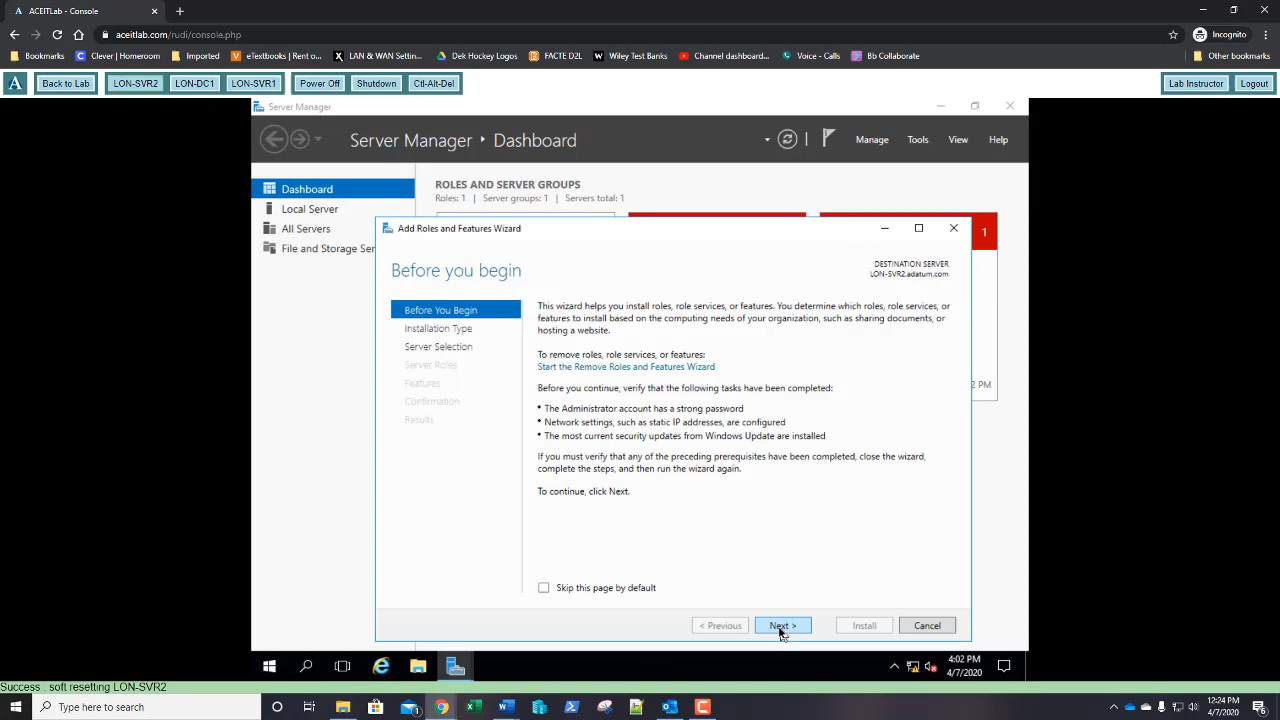 ACEITLab - Console
aceitlab.com/rudi/console.php
Incognito
Bookmarks
Clever | Homeroom
Imported
eTextbooks | Rent o...
LAN & WAN Settin...
Dek Hockey Logos
FACTE D2L
Wiley Test Banks
Channel dashboard...
Voice - Calls
Bb Collaborate
Other bookmarks
Back to Lab
LON-SVR2
LON-DC1
LON-SVR1
Power Off
Shutdown
Ctl-Alt-Del
Lab Instructor
Logout
Server Manager
Server Manager
Dashboard
Manage
Tools
View
Help
Dashboard
Local Server
All Servers
File and Storage Ser
ROLES AND SERVER GROUPS
Roles: 1 | Server groups: 1 | Servers total: 1
1
2 PM
Add Roles and Features Wizard
Before you begin
DESTINATION SERVER
LON-SVR2.adatum.com
Before You Begin
Installation Type
Server Selection
Server Roles
Features
Confirmation
Results
This wizard helps you install roles, role services, or features. You determine which roles, role services, or
features to install based on the computing needs of your organization, such as sharing documents, or
hosting a website.
To remove roles, role services, or features:
Start the Remove Roles and Features Wizard
Before you continue, verify that the following tasks have been completed:
• The Administrator account has a strong password
• Network settings, such as static IP addresses, are configured
• The most current security updates from Windows Update are installed
If you must verify that any of the preceding prerequisites have been completed, close the wizard,
complete the steps, and then run the wizard again.
To continue, click Next.
Skip this page by default
< Previous
Next >
Install
Cancel
4:02 PM
4/7/2020
Success , soft resetting LON-SVR2
Type here to search
12:24 PM
4/7/2020